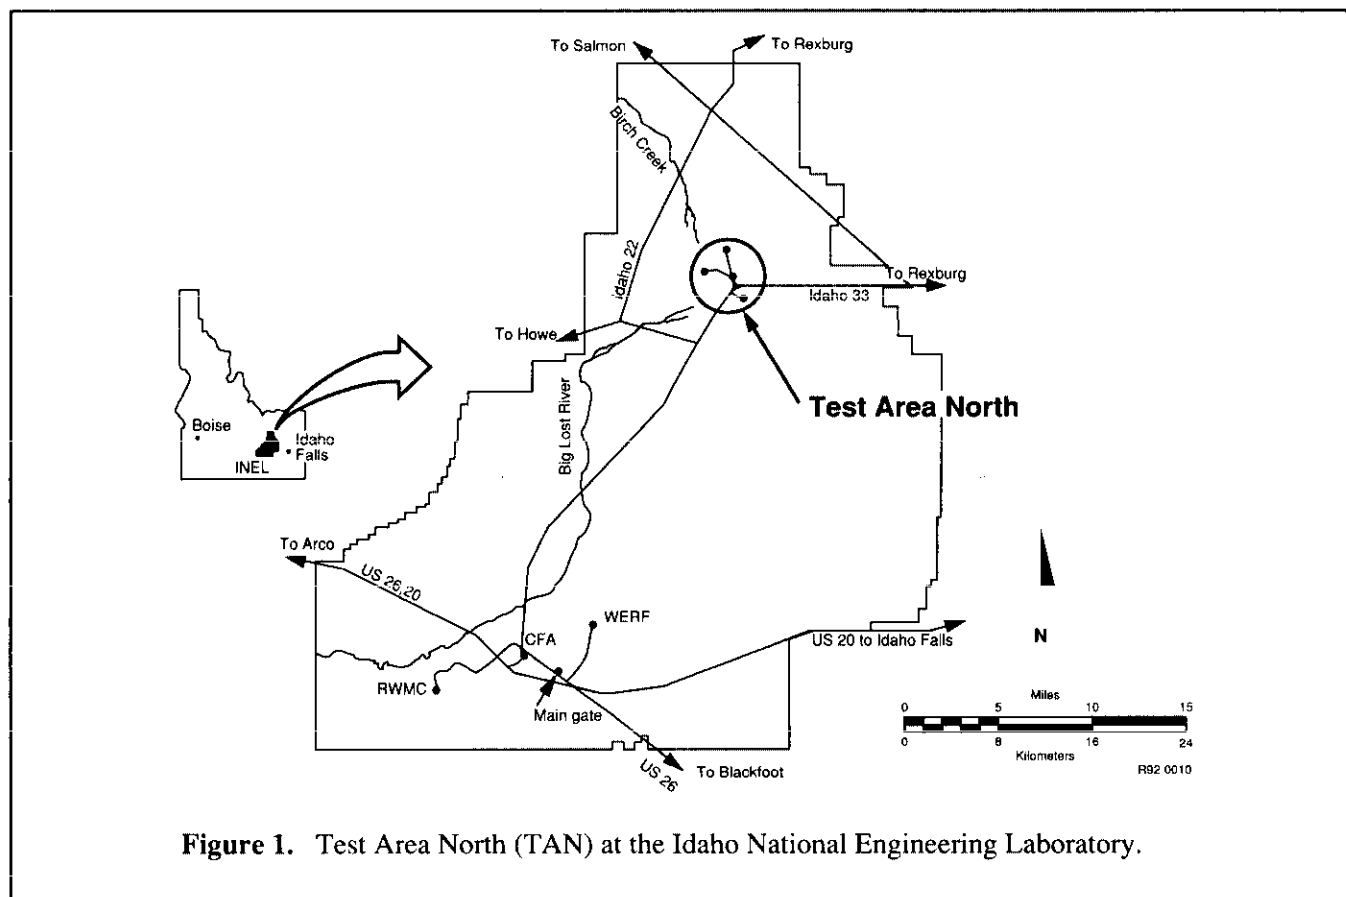 To Salmon
To Rexburg
Birch Creek
Idaho 22
To Rexburg
Idaho 33
To Howe
Test Area North
Big Lost River
Boise
Idaho
Falls
INEL
To Arco
US 26,20
WERF
CFA
US 20 to Idaho Falls
N
RWMC
Main gate
Miles
0 5 10 15
0 8 16 24
Kilometers
To Blackfoot
US 26
R92 0010
Figure 1. Test Area North (TAN) at the Idaho National Engineering Laboratory.